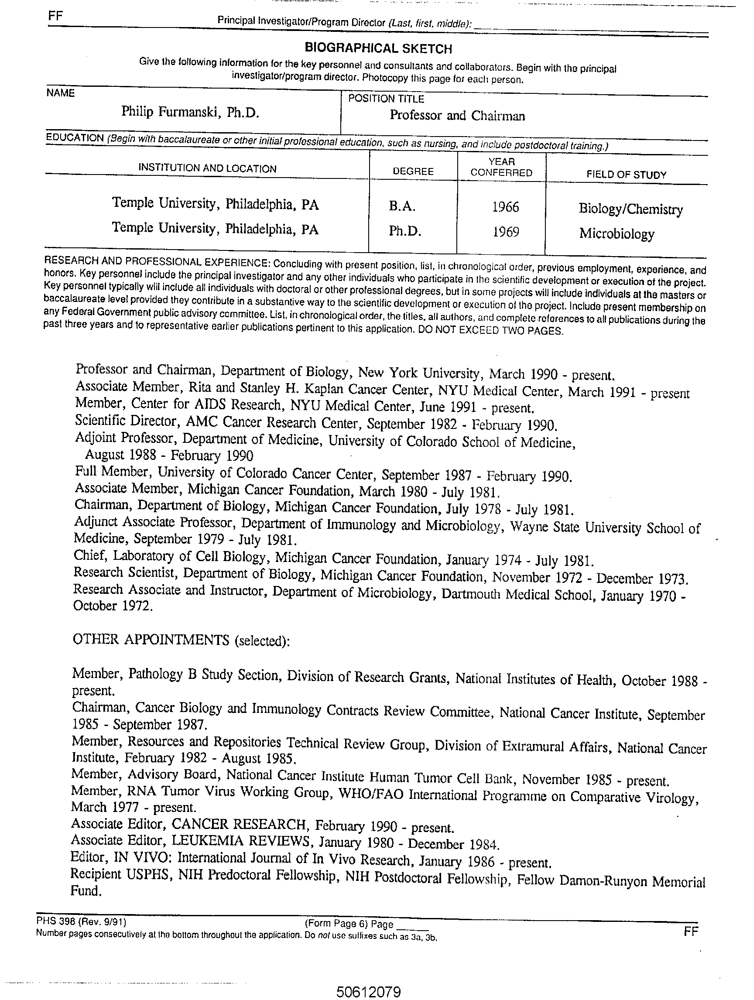 FF
Principal Investigator/Program Director (Last, first, middle):
BIOGRAPHICAL SKETCH
Give the following information for the key personnel and consultants and collaborators. Begin with the principal
investigator/program director. Photocopy this page for each person.
NAME
POSITION TITLE
Philip Furmanski, Ph.D.
Professor and Chairman
EDUCATION (Begin with baccalaureate or other initial professional education, such as nursing, and include postdoctoral training.)
INSTITUTION AND LOCATION
DEGREE
YEAR
CONFERRED
FIELD OF STUDY
Temple University, Philadelphia, PA B.A. 1966 Biology/Chemistry
Temple University, Philadelphia, PA Ph.D. 1969 Microbiology
RESEARCH AND PROFESSIONAL EXPERIENCE: Concluding with present position, list, in chronological order, previous employment, experience, and
honors. Key personnel include the principal investigator and any other individuals who participate in the scientific development or execution of the project.
Key personnel typically will include all individuals with doctoral or other professional degrees, but in some projects will include individuals at the masters or
baccalaureate level provided they contribute in a substantive way to the scientific development or execution of the project. Include present membership on
any Federal Government public advisory committee. List, in chronological order, the titles, all authors, and complete references to all publications during the
past three years and to representative earlier publications pertinent to this application. DO NOT EXCEED TWO PAGES.
Professor and Chairman, Department of Biology, New York University, March 1990 - present.
Associate Member, Rita and Stanley H. Kaplan Cancer Center, NYU Medical Center, March 1991 - present
Member, Center for AIDS Research, NYU Medical Center, June 1991 - present.
Scientific Director, AMC Cancer Research Center, September 1982 - February 1990.
Adjoint Professor, Department of Medicine, University of Colorado School of Medicine,
August 1988 - February 1990
Full Member, University of Colorado Cancer Center, September 1987 - February 1990.
Associate Member, Michigan Cancer Foundation, March 1980 - July 1981.
Chairman, Department of Biology, Michigan Cancer Foundation, July 1978 - July 1981.
Adjunct Associate Professor, Department of Immunology and Microbiology, Wayne State University School of
Medicine, September 1979 - July 1981.
Chief, Laboratory of Cell Biology, Michigan Cancer Foundation, January 1974 - July 1981.
Research Scientist, Department of Biology, Michigan Cancer Foundation, November 1972 - December 1973.
Research Associate and Instructor, Department of Microbiology, Dartmouth Medical School, January 1970 -
October 1972.
OTHER APPOINTMENTS (selected):
Member, Pathology B Study Section, Division of Research Grants, National Institutes of Health, October 1988 -
present.
Chairman, Cancer Biology and Immunology Contracts Review Committee, National Cancer Institute, September
1985 - September 1987.
Member, Resources and Repositories Technical Review Group, Division of Extramural Affairs, National Cancer
Institute, February 1982 - August 1985.
Member, Advisory Board, National Cancer Institute Human Tumor Cell Bank, November 1985 - present.
Member, RNA Tumor Virus Working Group, WHO/FAO International Programme on Comparative Virology,
March 1977 - present.
Associate Editor, CANCER RESEARCH, February 1990 - present.
Associate Editor, LEUKEMIA REVIEWS, January 1980 - December 1984.
Editor, IN VIVO: International Journal of In Vivo Research, January 1986 - present.
Recipient USPHS, NIH Predoctoral Fellowship, NIH Postdoctoral Fellowship, Fellow Damon-Runyon Memorial
Fund.
PHS 398 (Rev. 9/91) (Form Page 6) Page
Number pages consecutively at the bottom throughout the application. Do not use suffixes such as 3a, 3b.
FF
50612079